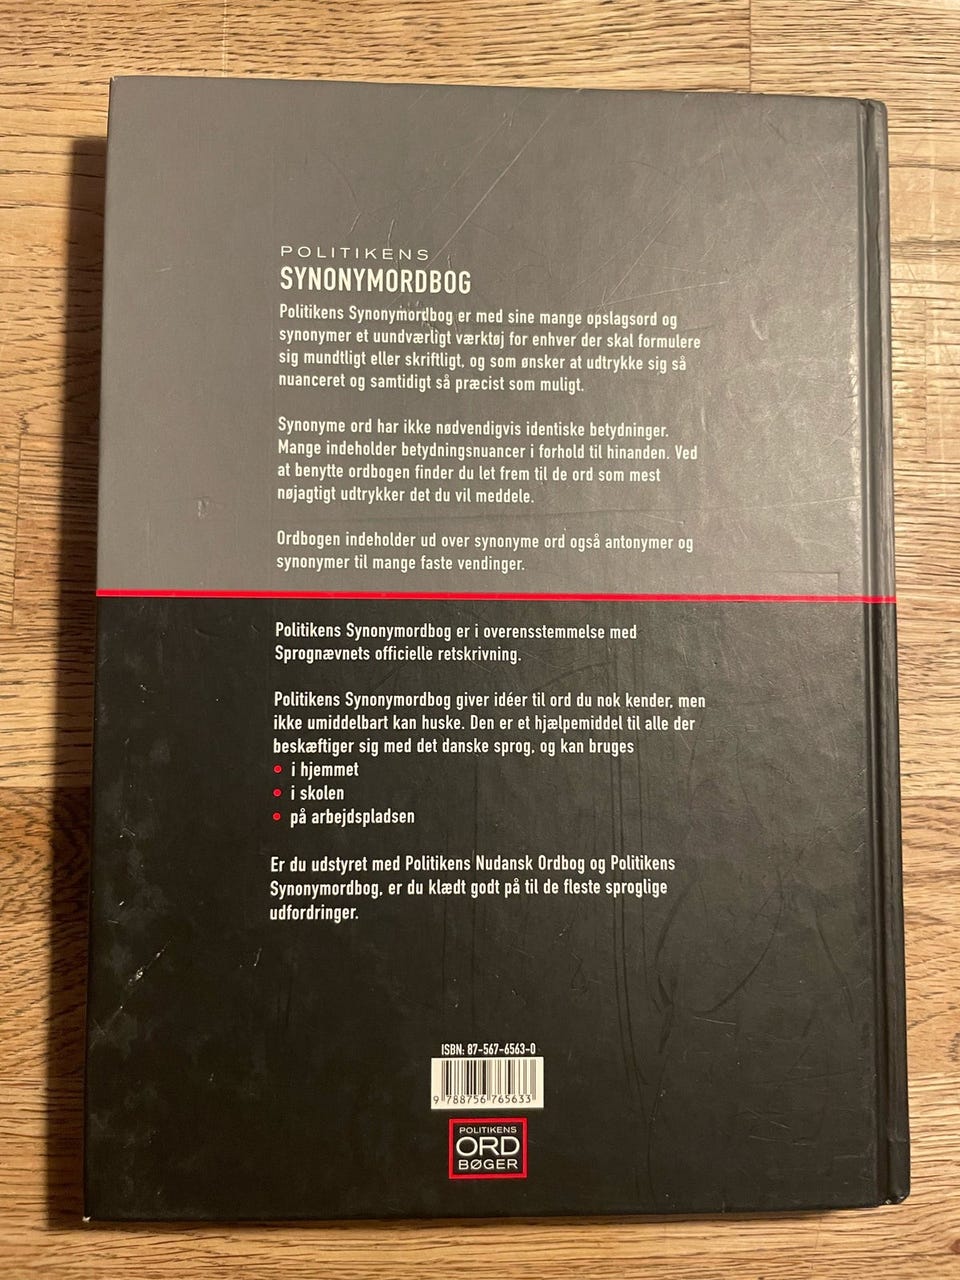 POLITIKENS
SYNONYMORDBOG
Politikens Synonymordbog er med sine mange opslagsord og
synonymer et uundværligt værktøj for enhver der skal formulere
sig mundtligt eller skriftligt, og som ønsker at udtrykke sig så
nuanceret og samtidigt så præcist som muligt.
Synonyme ord har ikke nødvendigvis identiske betydninger.
Mange indeholder betydningsnuancer i forhold til hinanden. Ved
at benytte ordbogen finder du let frem til de ord som mest
nøjagtigt udtrykker det du vil meddele.
Ordbogen indeholder ud over synonyme ord også antonymer og
synonymer til mange faste vendinger.
Politikens Synonymordbog er i overensstemmelse med
Sprognævnets officielle retskrivning.
Politikens Synonymordbog giver idéer til ord du nok kender, men
ikke umiddelbart kan huske. Den er et hjælpemiddel til alle der
beskæftiger sig med det danske sprog, og kan bruges
• i hjemmet
• i skolen
• på arbejdspladsen
Er du udstyret med Politikens Nudansk Ordbog og Politikens
Synonymordbog, er du klædt godt på til de fleste sproglige
udfordringer.
ISBN: 87-567-6563-0
9 788756 765633
POLITIKENS
ORD
BØGER